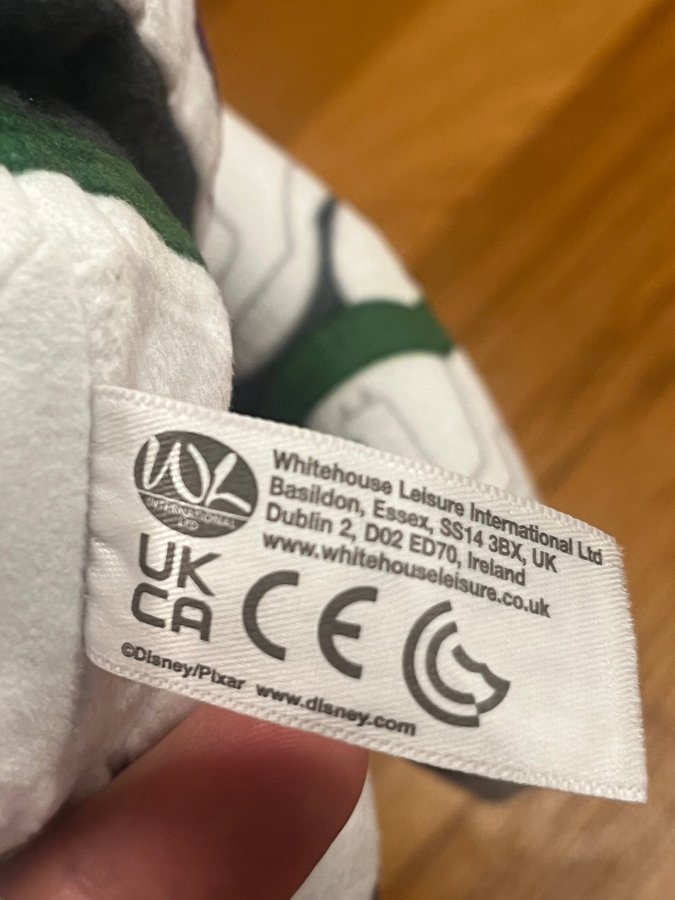 WL
INTERNATIONAL
LTD
Whitehouse Leisure International Ltd
Basildon, Essex, SS14 3BX, UK
Dublin 2, D02 ED70, Ireland
www.whitehouseleisure.co.uk
UK
CA
CE
©Disney/Pixar www.disney.com